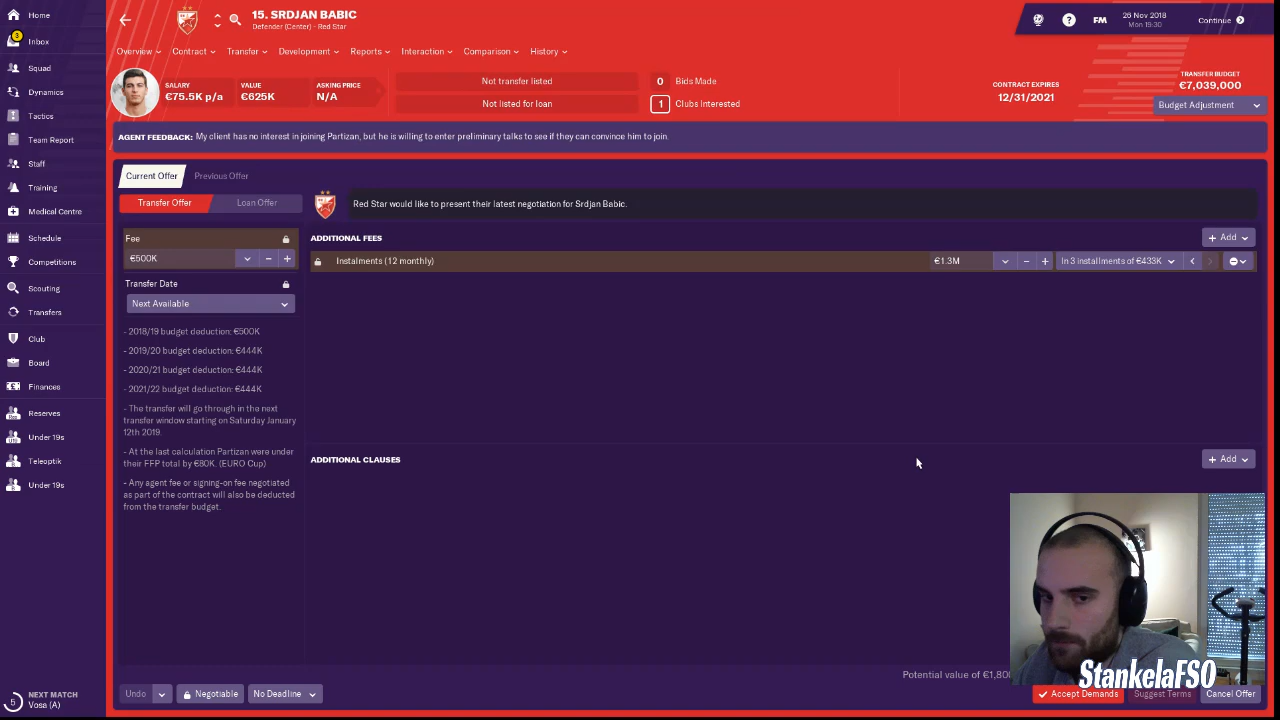 Home
3
Inbox
Squad
Dynamics
Tactics
Team Report
Staff
Training
Medical Centre
Schedule
Competitions
Scouting
Transfers
Club
Board
Finances
Reserves
Under 19s
Teleoptik
Under 19s
5
NEXT MATCH
Vosa (A)
15. SRDJAN BABIC
Defender (Center) - Red Star
FM
26 Nov 2018
Mon 19:30
Continue
Overview
Contract
Transfer
Development
Reports
Interaction
Comparison
History
SALARY
€75.5K p/a
VALUE
€625K
ASKING PRICE
N/A
Not transfer listed
Not listed for loan
0 Bids Made
1 Clubs Interested
CONTRACT EXPIRES
12/31/2021
TRANSFER BUDGET
€7,039,000
Budget Adjustment
AGENT FEEDBACK: My client has no interest in joining Partizan, but he is willing to enter preliminary talks to see if they can convince him to join.
Current Offer
Previous Offer
Transfer Offer
Loan Offer
Red Star would like to present their latest negotiation for Srdjan Babic.
Fee
€500K
Transfer Date
Next Available
- 2018/19 budget deduction: €500K
- 2019/20 budget deduction: €444K
- 2020/21 budget deduction: €444K
- 2021/22 budget deduction: €444K
- The transfer will go through in the next
transfer window starting on Saturday January
12th 2019.
- At the last calculation Partizan were under
their FFP total by €80K. (EURO Cup)
- Any agent fee or signing-on fee negotiated
as part of the contract will also be deducted
from the transfer budget.
ADDITIONAL FEES
Add
Instalments (12 monthly)
€1.3M
In 3 installments of €433K
ADDITIONAL CLAUSES
Add
Potential value of €1,800
StankelaFSO
Undo
Negotiable
No Deadline
Accept Demands
Suggest Terms
Cancel Offer